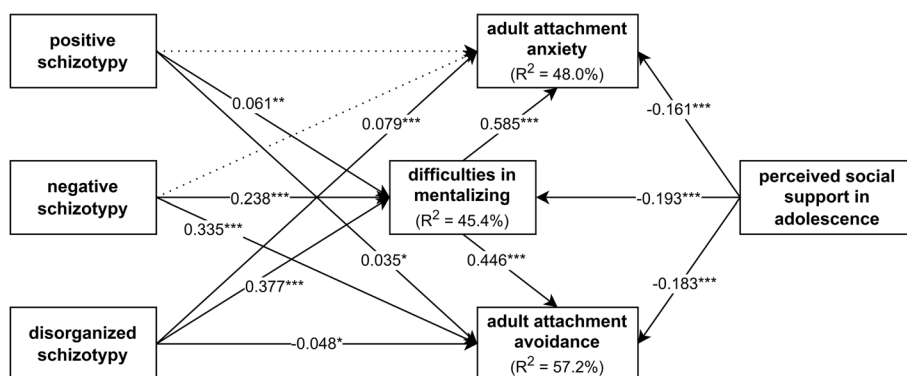 positive
schizotypy
adult attachment
anxiety
(R² = 48.0%)
0.061**
0.079***
0.585***
-0.161***
negative
schizotypy
0.238***
difficulties in
mentalizing
(R² = 45.4%)
-0.193***
perceived social
support in
adolescence
0.335***
0.035*
0.446***
0.377***
-0.183***
disorganized
schizotypy
-0.048*
adult attachment
avoidance
(R² = 57.2%)